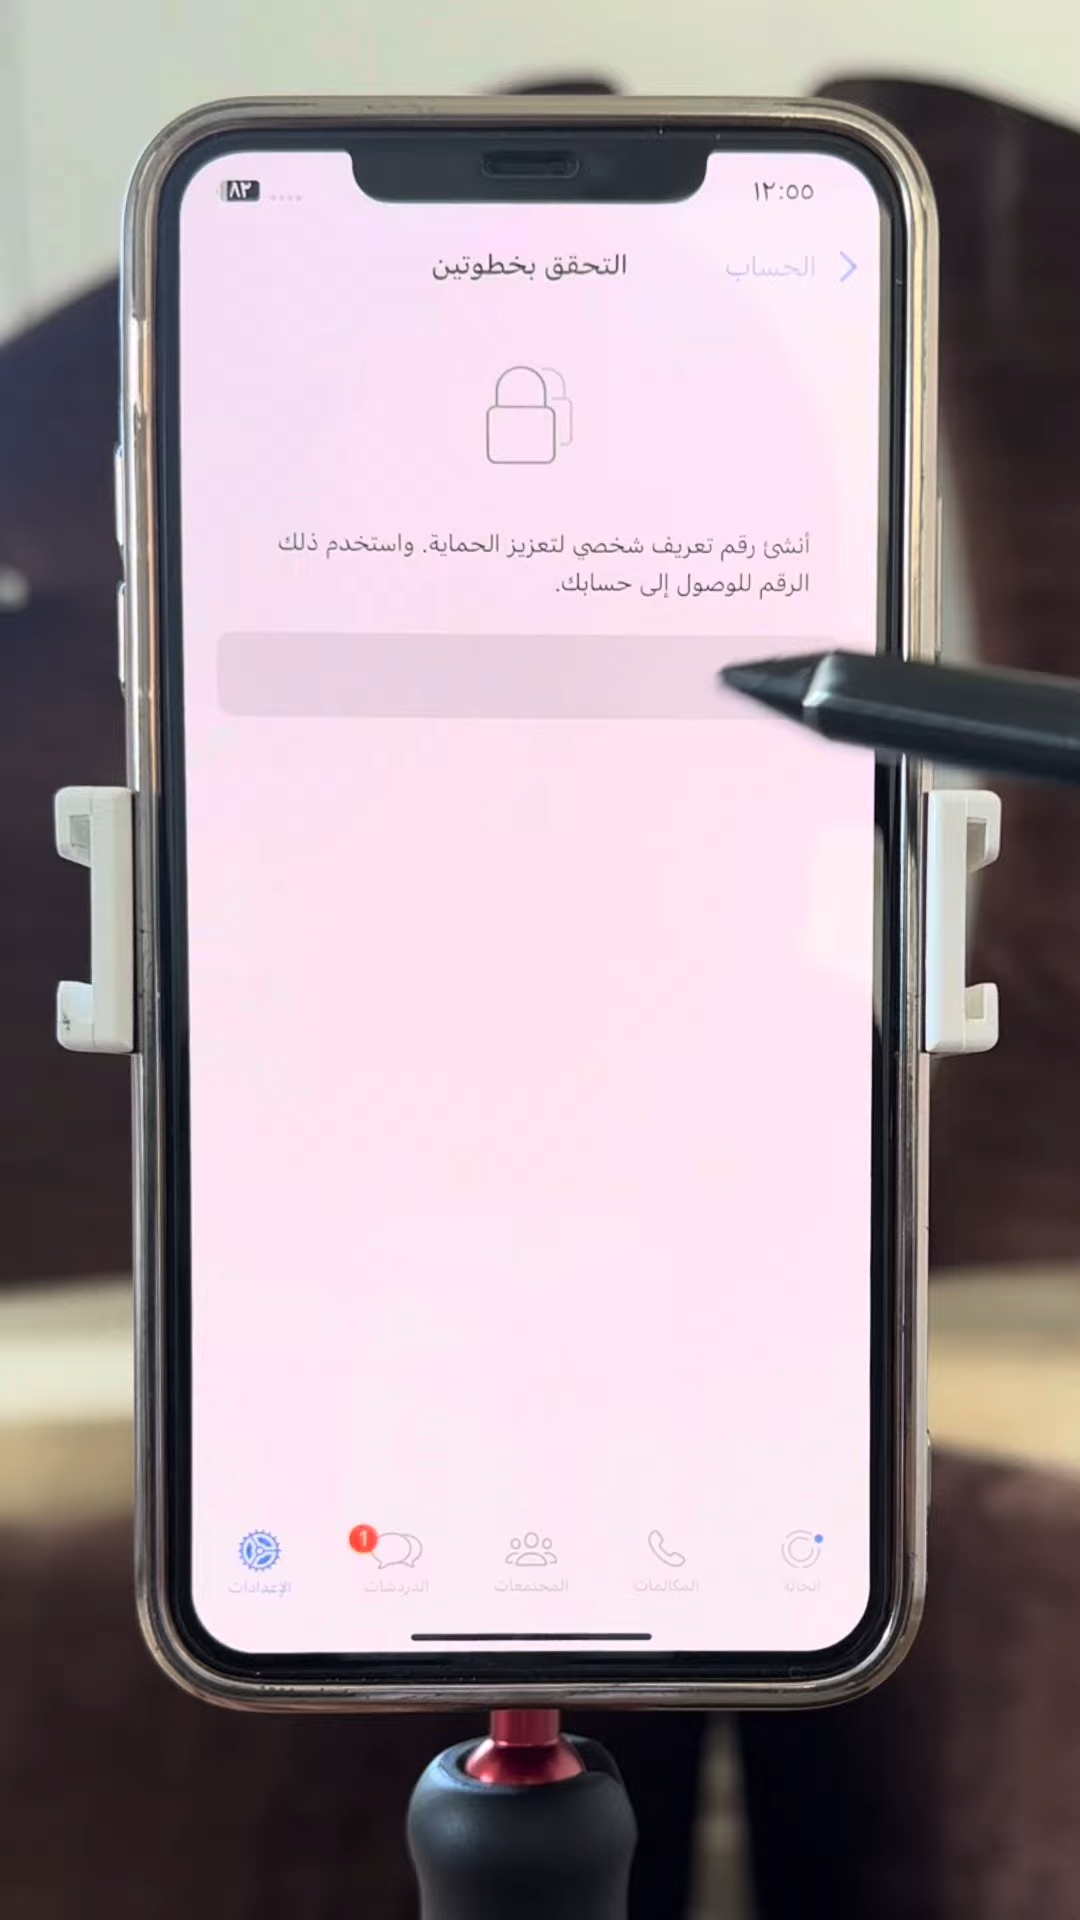 ١٢:٥٥
٨٢
الحساب
التحقق بخطوتين
أنشئ رقم تعريف شخصي لتعزيز الحماية. واستخدم ذلك
الرقم للوصول إلى حسابك.
1
الحالة
المكالمات
المجتمعات
الدردشات
الإعدادات